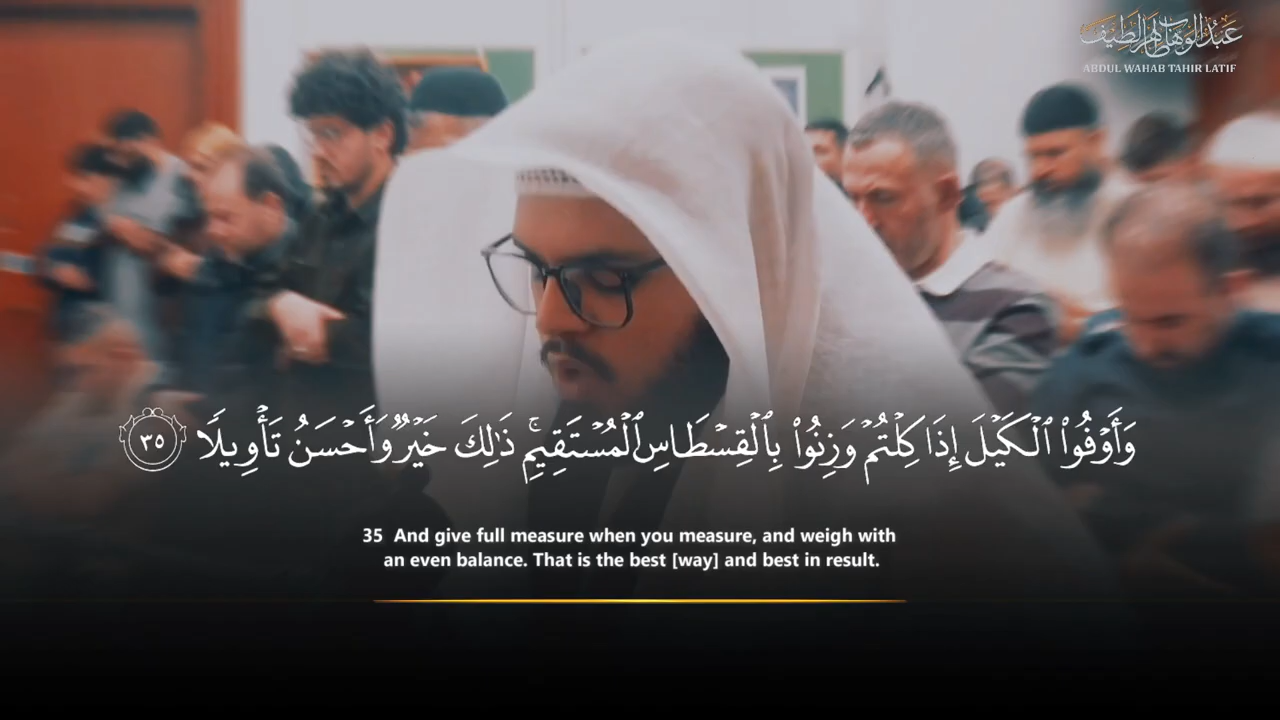 عبد الوهاب طاهر لطيف
ABDUL WAHAB TAHIR LATIF
وَأَوْفُوا۟ ٱلْكَيْلَ إِذَا كِلْتُمْ وَزِنُوا۟ بِٱلْقِسْطَاسِ ٱلْمُسْتَقِيمِ ۚ ذَٰلِكَ خَيْرٌ وَأَحْسَنُ تَأْوِيلًا ٣٥
35 And give full measure when you measure, and weigh with
an even balance. That is the best [way] and best in result.